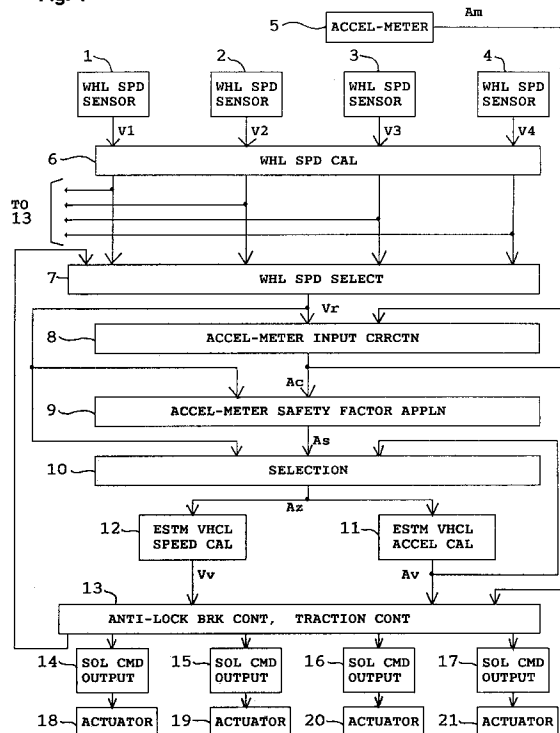 Am
5 ACCEL-METER
1 2 3 4
WHL SPD SENSOR
WHL SPD SENSOR
WHL SPD SENSOR
WHL SPD SENSOR
V1 V2 V3 V4
6 WHL SPD CAL
TO 13
7 WHL SPD SELECT
Vr
8 ACCEL-METER INPUT CRRCTN
Ac
9 ACCEL-METER SAFETY FACTOR APPLN
As
10 SELECTION
Az
12 ESTM VHCL SPEED CAL
11 ESTM VHCL ACCEL CAL
Vv Av
13 ANTI-LOCK BRK CONT, TRACTION CONT
14 SOL CMD OUTPUT
15 SOL CMD OUTPUT
16 SOL CMD OUTPUT
17 SOL CMD OUTPUT
18 ACTUATOR
19 ACTUATOR
20 ACTUATOR
21 ACTUATOR